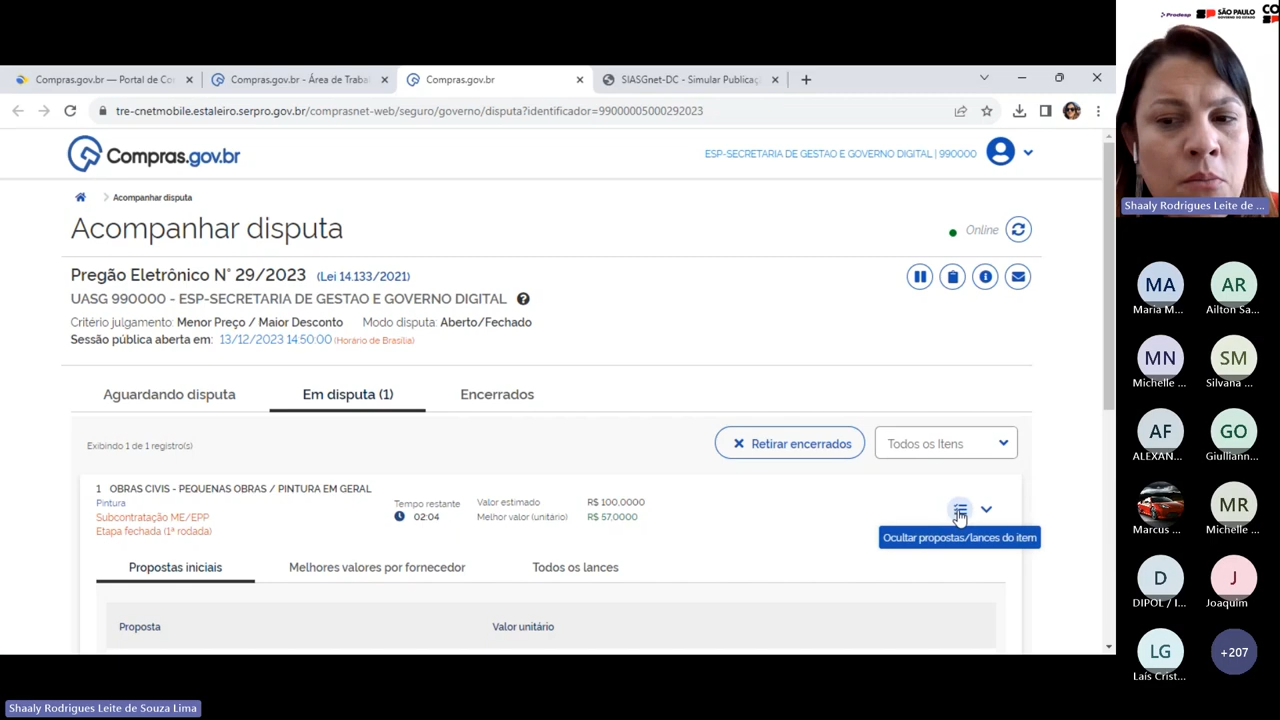 Prodesp SÃO PAULO GOVERNO DO ESTADO
Compras.gov.br — Portal de Co
Compras.gov.br - Área de Traba
Compras.gov.br
SIASGnet-DC - Simular Publicaç
tre-cnetmobile.estaleiro.serpro.gov.br/comprasnet-web/seguro/governo/disputa?identificador=99000005000292023
Compras.gov.br
ESP-SECRETARIA DE GESTAO E GOVERNO DIGITAL | 990000
Acompanhar disputa
Acompanhar disputa
Online
Pregão Eletrônico N° 29/2023 (Lei 14.133/2021)
UASG 990000 - ESP-SECRETARIA DE GESTAO E GOVERNO DIGITAL
Critério julgamento: Menor Preço / Maior Desconto Modo disputa: Aberto/Fechado
Sessão pública aberta em: 13/12/2023 14:50:00 (Horário de Brasília)
Aguardando disputa
Em disputa (1)
Encerrados
Exibindo 1 de 1 registro(s)
Retirar encerrados
Todos os Itens
1 OBRAS CIVIS - PEQUENAS OBRAS / PINTURA EM GERAL
Pintura
Subcontratação ME/EPP
Etapa fechada (1ª rodada)
Tempo restante
02:04
Valor estimado R$ 100,0000
Melhor valor (unitário) R$ 57,0000
Ocultar propostas/lances do item
Propostas iniciais
Melhores valores por fornecedor
Todos os lances
Proposta
Valor unitário
Shaaly Rodrigues Leite de ...
MA
Maria M...
AR
Ailton Sa...
MN
Michelle ...
SM
Silvana ...
AF
ALEXAN...
GO
Giulliann...
Marcus ...
MR
Michelle ...
D
DIPOL / I...
J
Joaquim
LG
Laís Crist...
+207
Shaaly Rodrigues Leite de Souza Lima